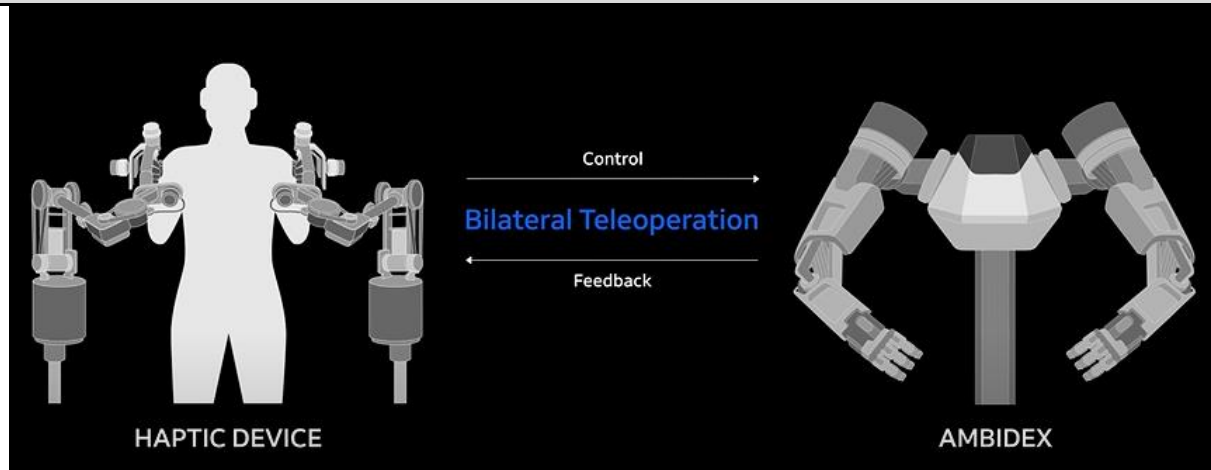 Control
Bilateral Teleoperation
Feedback
HAPTIC DEVICE
AMBIDEX